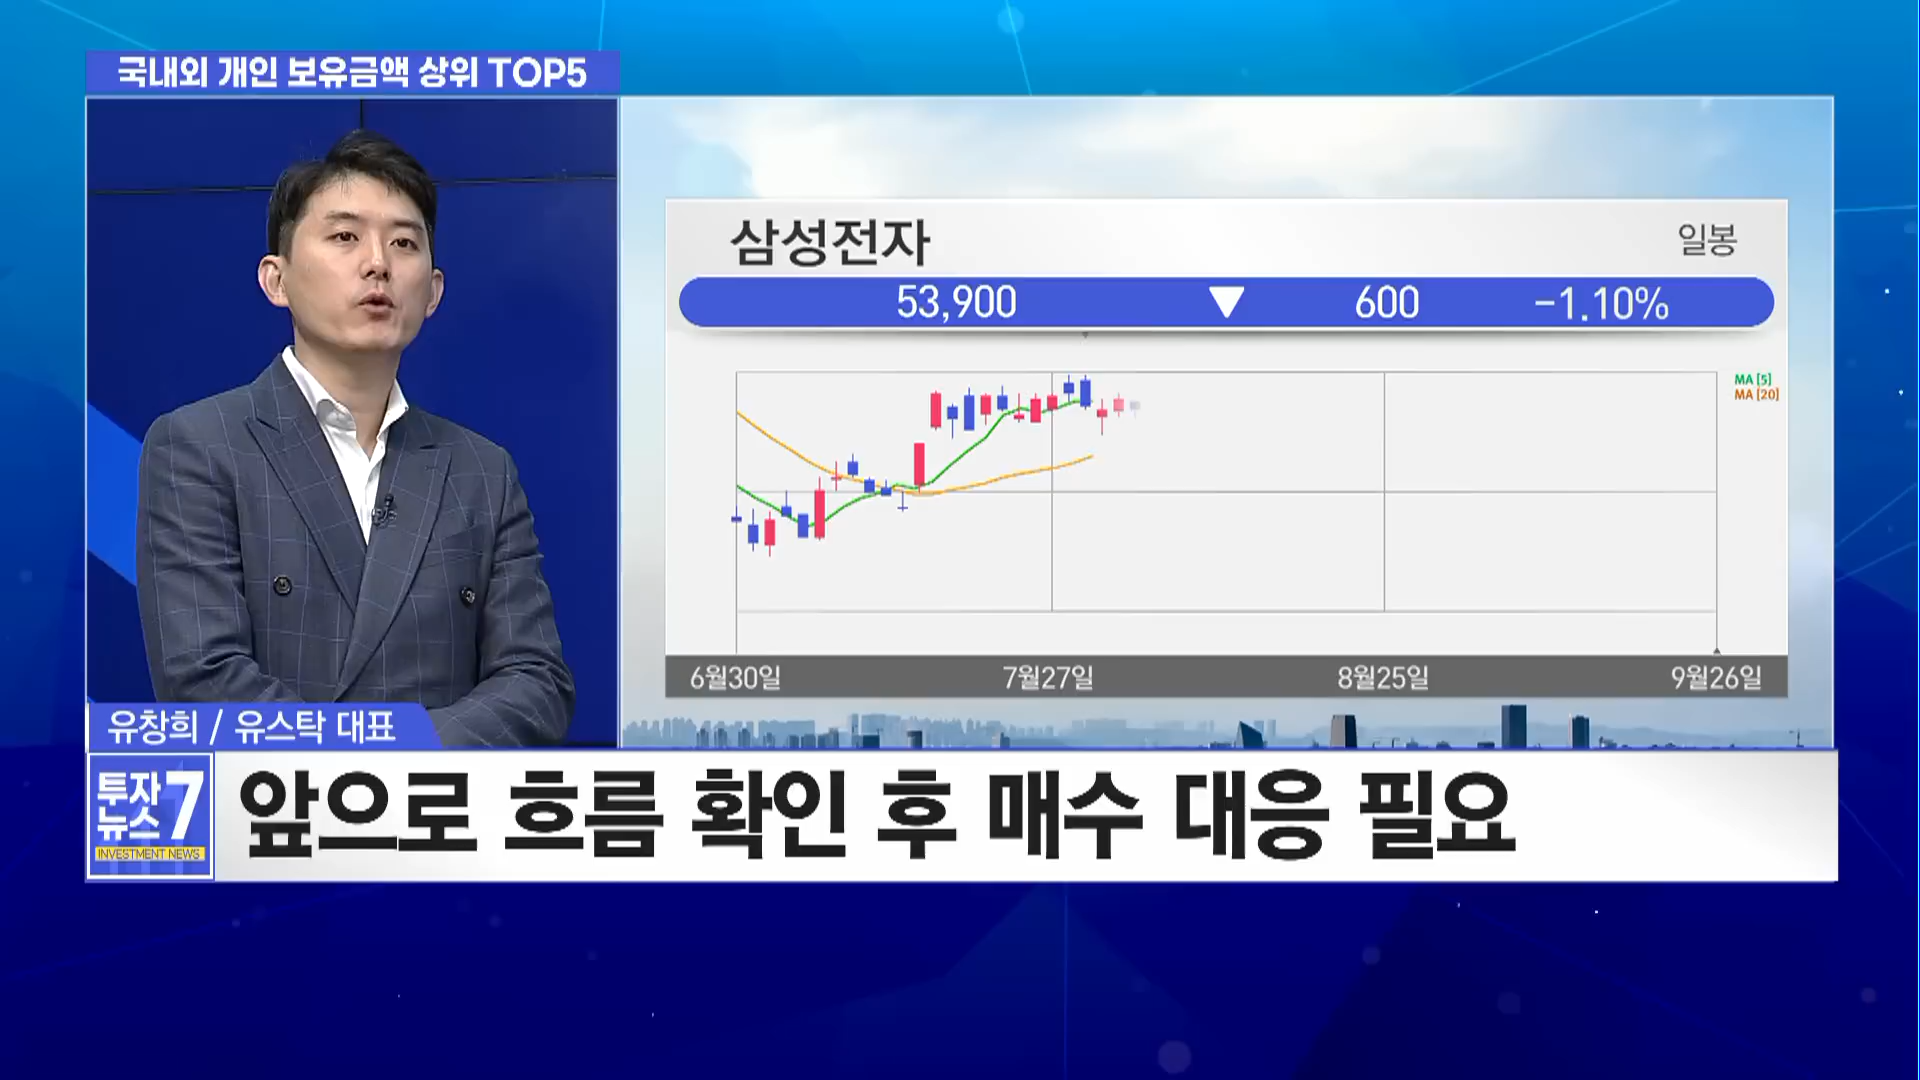 국내외 개인 보유금액 상위 TOP5
삼성전자
일봉
53,900 ▼ 600 -1.10%
MA [5]
MA [20]
6월30일 7월27일 8월25일 9월26일
유창희 / 유스탁 대표
투자
뉴스7
INVESTMENT NEWS
앞으로 흐름 확인 후 매수 대응 필요